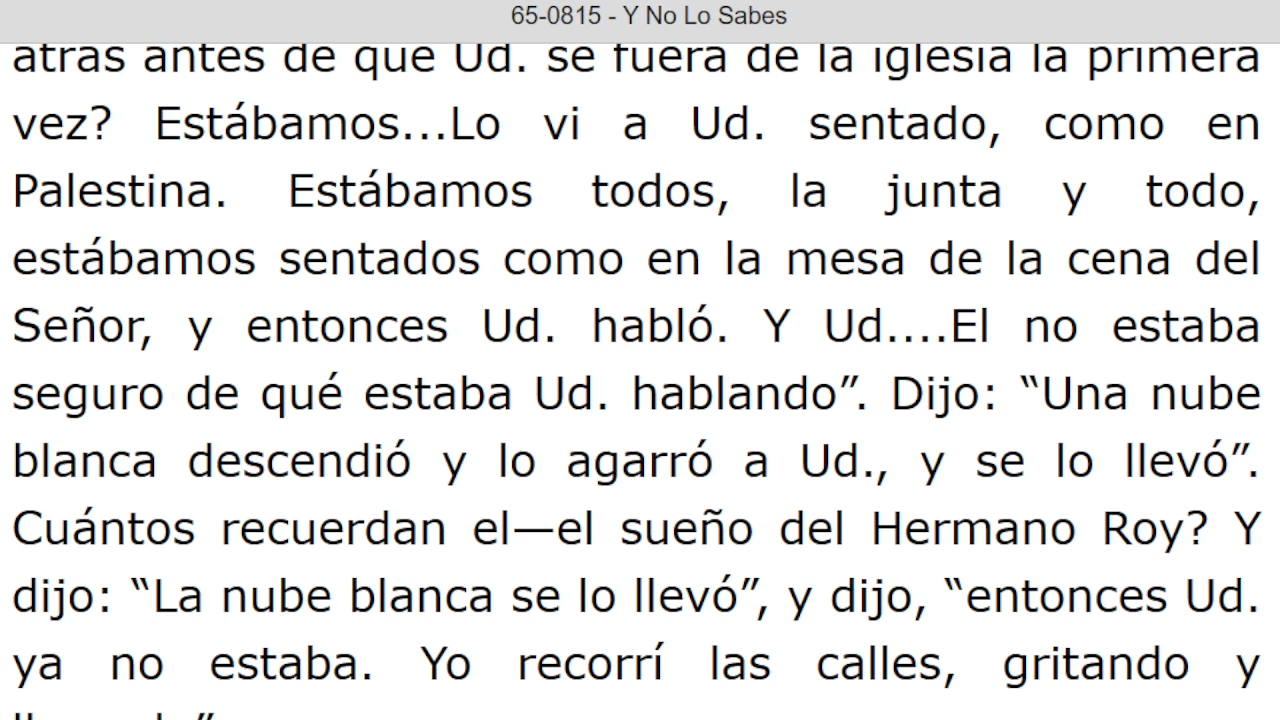 65-0815 - Y No Lo Sabes
atrás antes de que Ud. se fuera de la iglesia la primera
vez? Estábamos...Lo vi a Ud. sentado, como en
Palestina. Estábamos todos, la junta y todo,
estábamos sentados como en la mesa de la cena del
Señor, y entonces Ud. habló. Y Ud....El no estaba
seguro de qué estaba Ud. hablando”. Dijo: “Una nube
blanca descendió y lo agarró a Ud., y se lo llevó”.
Cuántos recuerdan el—el sueño del Hermano Roy? Y
dijo: “La nube blanca se lo llevó”, y dijo, “entonces Ud.
ya no estaba. Yo recorrí las calles, gritando y